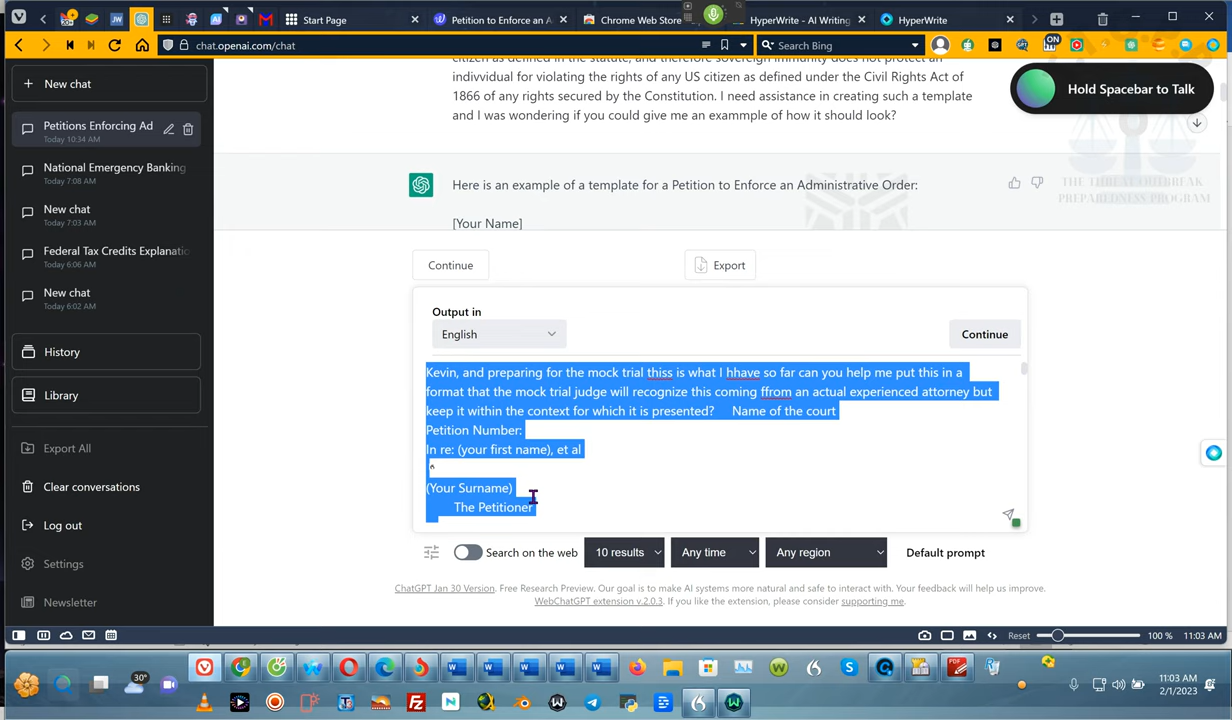 Start Page
Petition to Enforce an A
Chrome Web Store
HyperWrite - AI Writing
HyperWrite
chat.openai.com/chat
Search Bing
ON
New chat
Petitions Enforcing Ad
Today 10:34 AM
National Emergency Banking
Today 7:08 AM
New chat
Today 7:03 AM
Federal Tax Credits Explanatio
Today 6:06 AM
New chat
Today 6:02 AM
History
Library
Export All
Clear conversations
Log out
Settings
Newsletter
citizen as defined in the statute, and therefore sovereign immunity does not protect an
indivvidual for violating the rights of any US citizen as defined under the Civil Rights Act of
1866 of any rights secured by the Constitution. I need assistance in creating such a template
and I was wondering if you could give me an exammple of how it should look?
Hold Spacebar to Talk
THE THREAT OUTBREAK
PREPAREDNESS PROGRAM
Here is an example of a template for a Petition to Enforce an Administrative Order:
[Your Name]
Continue
Export
Output in
English
Continue
Kevin, and preparing for the mock trial thiss is what I hhave so far can you help me put this in a
format that the mock trial judge will recognize this coming ffrom an actual experienced attorney but
keep it within the context for which it is presented? Name of the court
Petition Number:
In re: (your first name), et al
(Your Surname)
The Petitioner
Search on the web
10 results
Any time
Any region
Default prompt
ChatGPT Jan 30 Version. Free Research Preview. Our goal is to make AI systems more natural and safe to interact with. Your feedback will help us improve.
WebChatGPT extension v.2.0.3. If you like the extension, please consider supporting me.
Reset
100 %
11:03 AM
30°
11:03 AM
2/1/2023